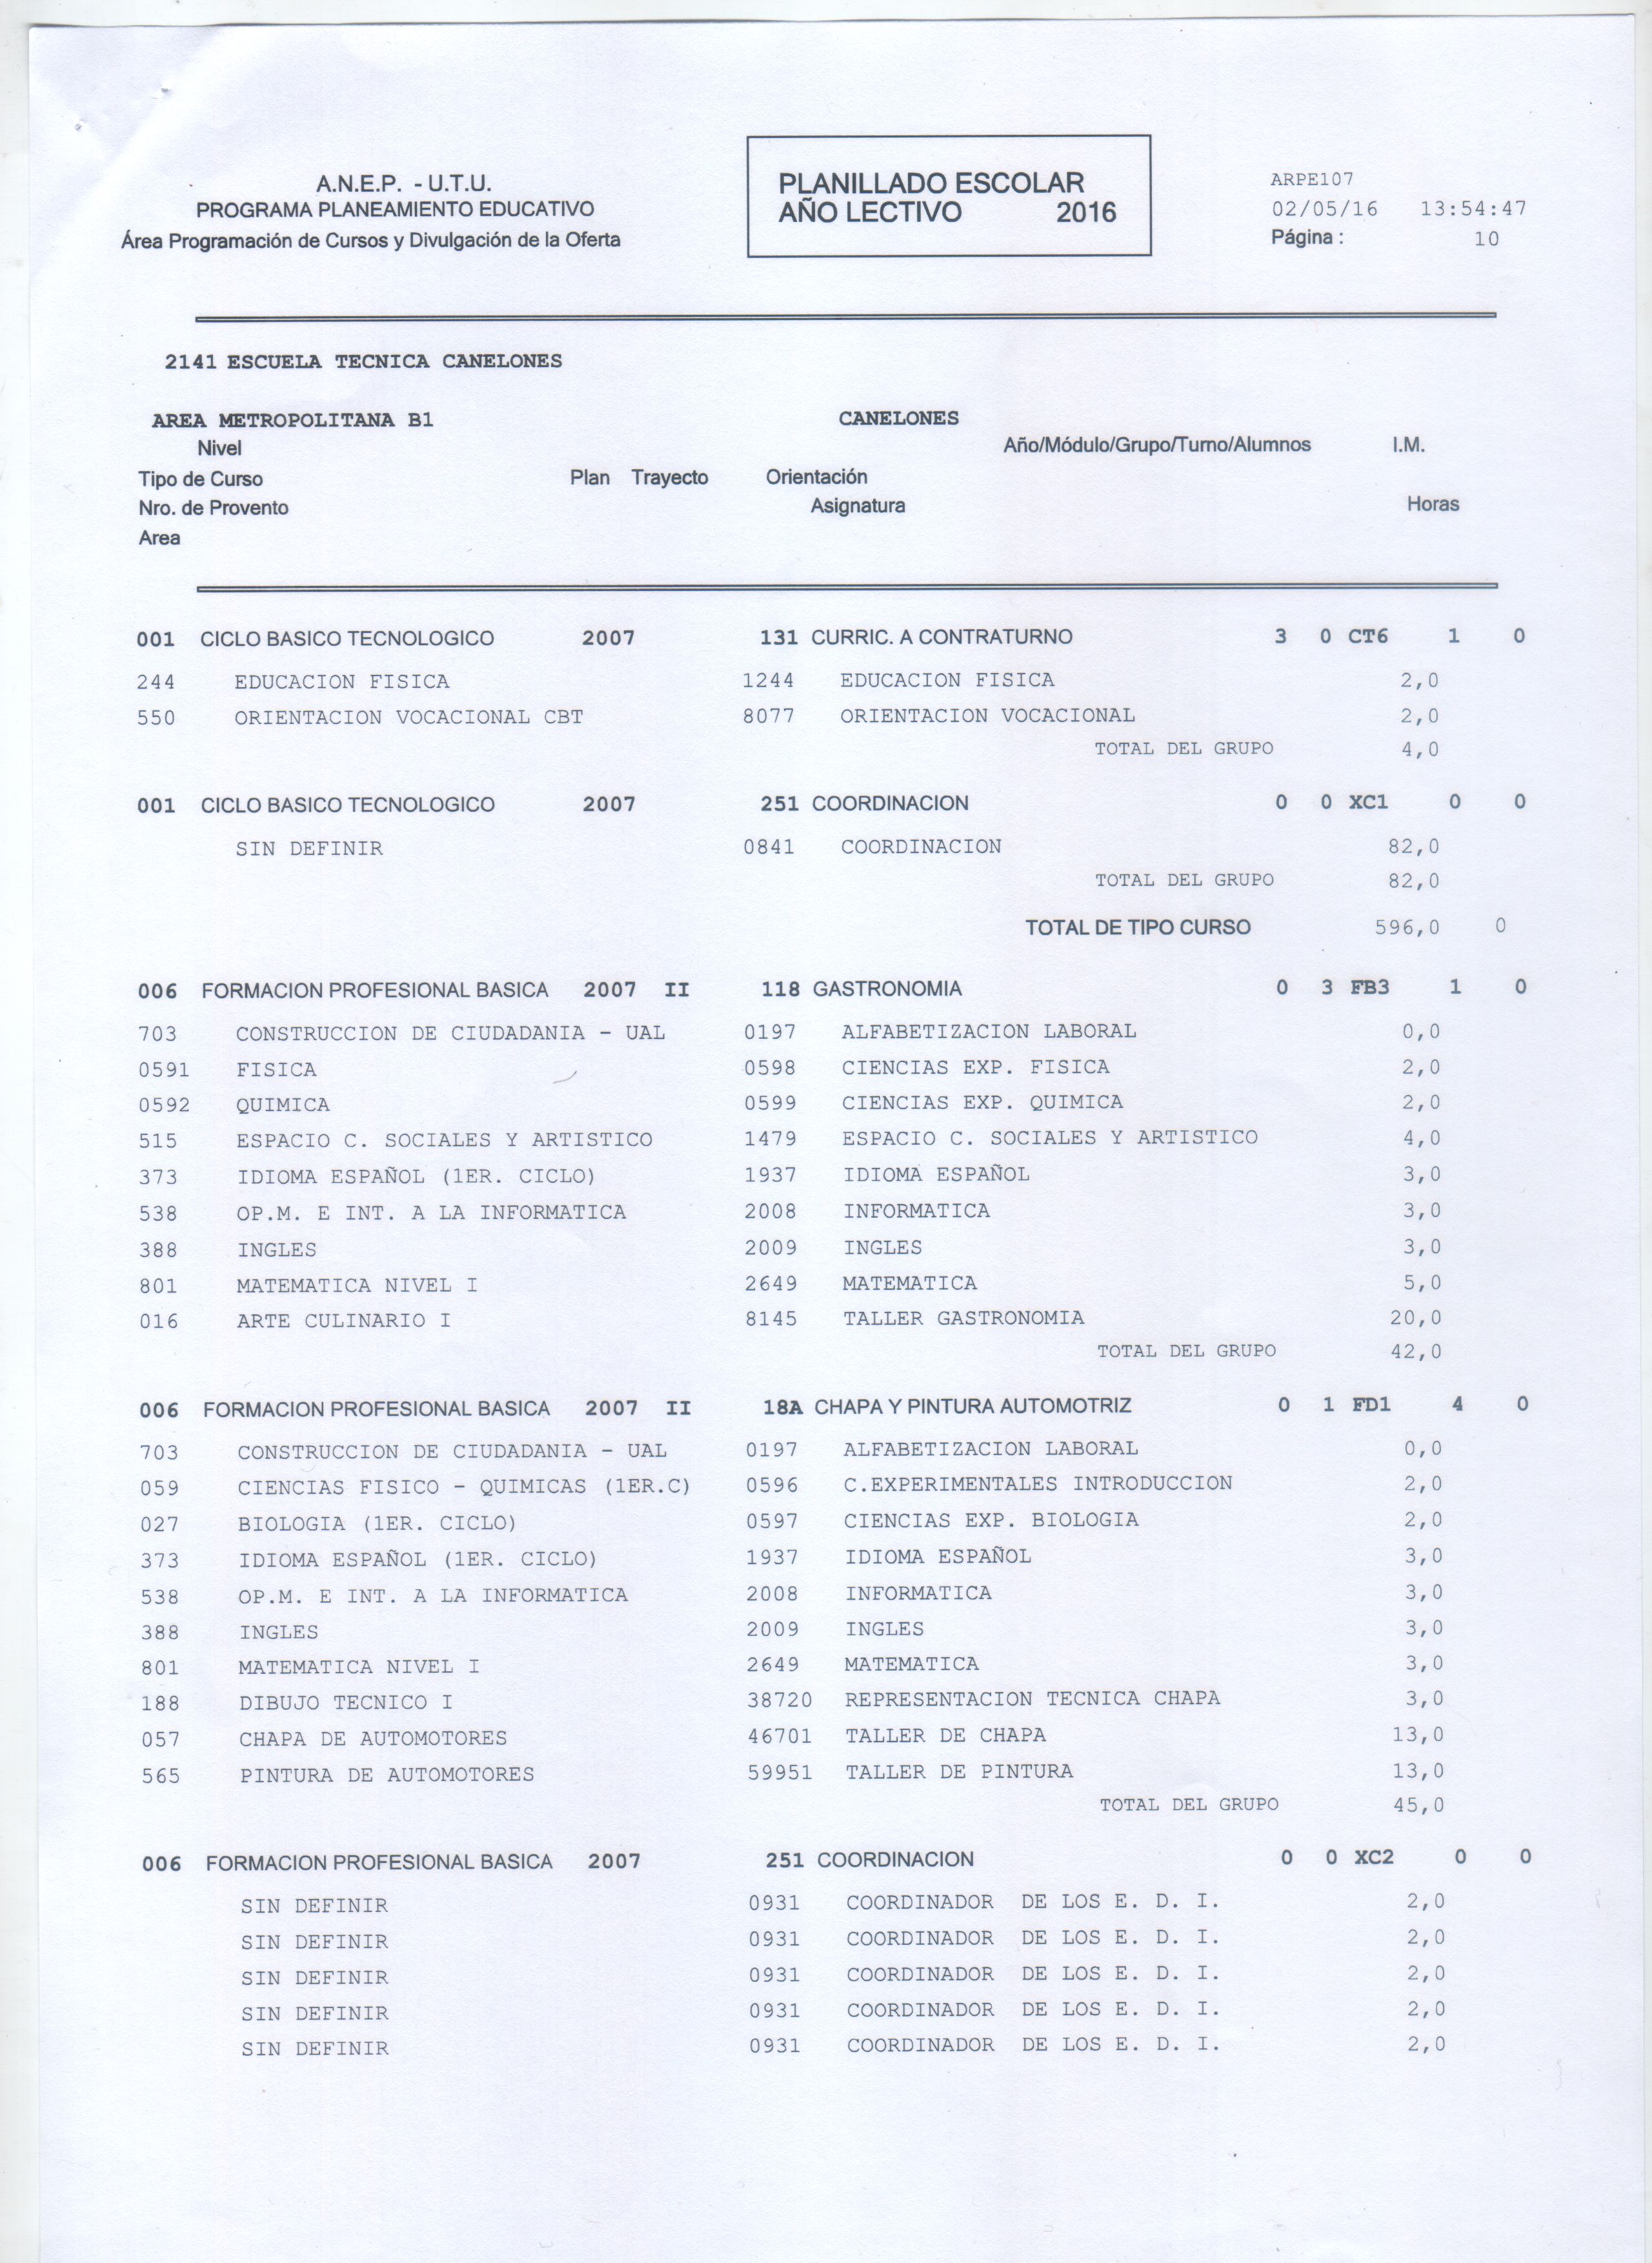 A.N.E.P. - U.T.U.
PROGRAMA PLANEAMIENTO EDUCATIVO
Área Programación de Cursos y Divulgación de la Oferta
PLANILLADO ESCOLAR
AÑO LECTIVO 2016
ARPE107
02/05/16 13:54:47
Página : 10
2141 ESCUELA TECNICA CANELONES
AREA METROPOLITANA B1 CANELONES
Nivel Año/Módulo/Grupo/Turno/Alumnos I.M.
Tipo de Curso Plan Trayecto Orientación
Nro. de Provento Asignatura Horas
Area
001 CICLO BASICO TECNOLOGICO 2007 131 CURRIC. A CONTRATURNO 3 0 CT6 1 0
244 EDUCACION FISICA 1244 EDUCACION FISICA 2,0
550 ORIENTACION VOCACIONAL CBT 8077 ORIENTACION VOCACIONAL 2,0
TOTAL DEL GRUPO 4,0
001 CICLO BASICO TECNOLOGICO 2007 251 COORDINACION 0 0 XC1 0 0
SIN DEFINIR 0841 COORDINACION 82,0
TOTAL DEL GRUPO 82,0
TOTAL DE TIPO CURSO 596,0 0
006 FORMACION PROFESIONAL BASICA 2007 II 118 GASTRONOMIA 0 3 FB3 1 0
703 CONSTRUCCION DE CIUDADANIA - UAL 0197 ALFABETIZACION LABORAL 0,0
0591 FISICA 0598 CIENCIAS EXP. FISICA 2,0
0592 QUIMICA 0599 CIENCIAS EXP. QUIMICA 2,0
515 ESPACIO C. SOCIALES Y ARTISTICO 1479 ESPACIO C. SOCIALES Y ARTISTICO 4,0
373 IDIOMA ESPAÑOL (1ER. CICLO) 1937 IDIOMA ESPAÑOL 3,0
538 OP.M. E INT. A LA INFORMATICA 2008 INFORMATICA 3,0
388 INGLES 2009 INGLES 3,0
801 MATEMATICA NIVEL I 2649 MATEMATICA 5,0
016 ARTE CULINARIO I 8145 TALLER GASTRONOMIA 20,0
TOTAL DEL GRUPO 42,0
006 FORMACION PROFESIONAL BASICA 2007 II 18A CHAPA Y PINTURA AUTOMOTRIZ 0 1 FD1 4 0
703 CONSTRUCCION DE CIUDADANIA - UAL 0197 ALFABETIZACION LABORAL 0,0
059 CIENCIAS FISICO - QUIMICAS (1ER.C) 0596 C.EXPERIMENTALES INTRODUCCION 2,0
027 BIOLOGIA (1ER. CICLO) 0597 CIENCIAS EXP. BIOLOGIA 2,0
373 IDIOMA ESPAÑOL (1ER. CICLO) 1937 IDIOMA ESPAÑOL 3,0
538 OP.M. E INT. A LA INFORMATICA 2008 INFORMATICA 3,0
388 INGLES 2009 INGLES 3,0
801 MATEMATICA NIVEL I 2649 MATEMATICA 3,0
188 DIBUJO TECNICO I 38720 REPRESENTACION TECNICA CHAPA 3,0
057 CHAPA DE AUTOMOTORES 46701 TALLER DE CHAPA 13,0
565 PINTURA DE AUTOMOTORES 59951 TALLER DE PINTURA 13,0
TOTAL DEL GRUPO 45,0
006 FORMACION PROFESIONAL BASICA 2007 251 COORDINACION 0 0 XC2 0 0
SIN DEFINIR 0931 COORDINADOR DE LOS E. D. I. 2,0
SIN DEFINIR 0931 COORDINADOR DE LOS E. D. I. 2,0
SIN DEFINIR 0931 COORDINADOR DE LOS E. D. I. 2,0
SIN DEFINIR 0931 COORDINADOR DE LOS E. D. I. 2,0
SIN DEFINIR 0931 COORDINADOR DE LOS E. D. I. 2,0